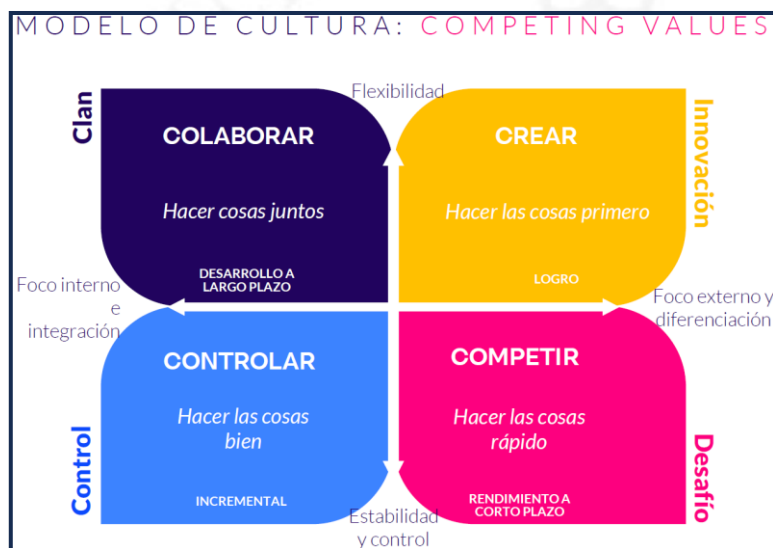 MODELO DE CULTURA: COMPETING VALUES
Flexibilidad
Clan
COLABORAR
Hacer cosas juntos
DESARROLLO A
LARGO PLAZO
CREAR
Hacer las cosas primero
LOGRO
Innovación
Foco interno
e
integración
Foco externo y
diferenciación
Control
CONTROLAR
Hacer las cosas
bien
INCREMENTAL
COMPETIR
Hacer las cosas
rápido
RENDIMIENTO A
CORTO PLAZO
Desafío
Estabilidad
y control